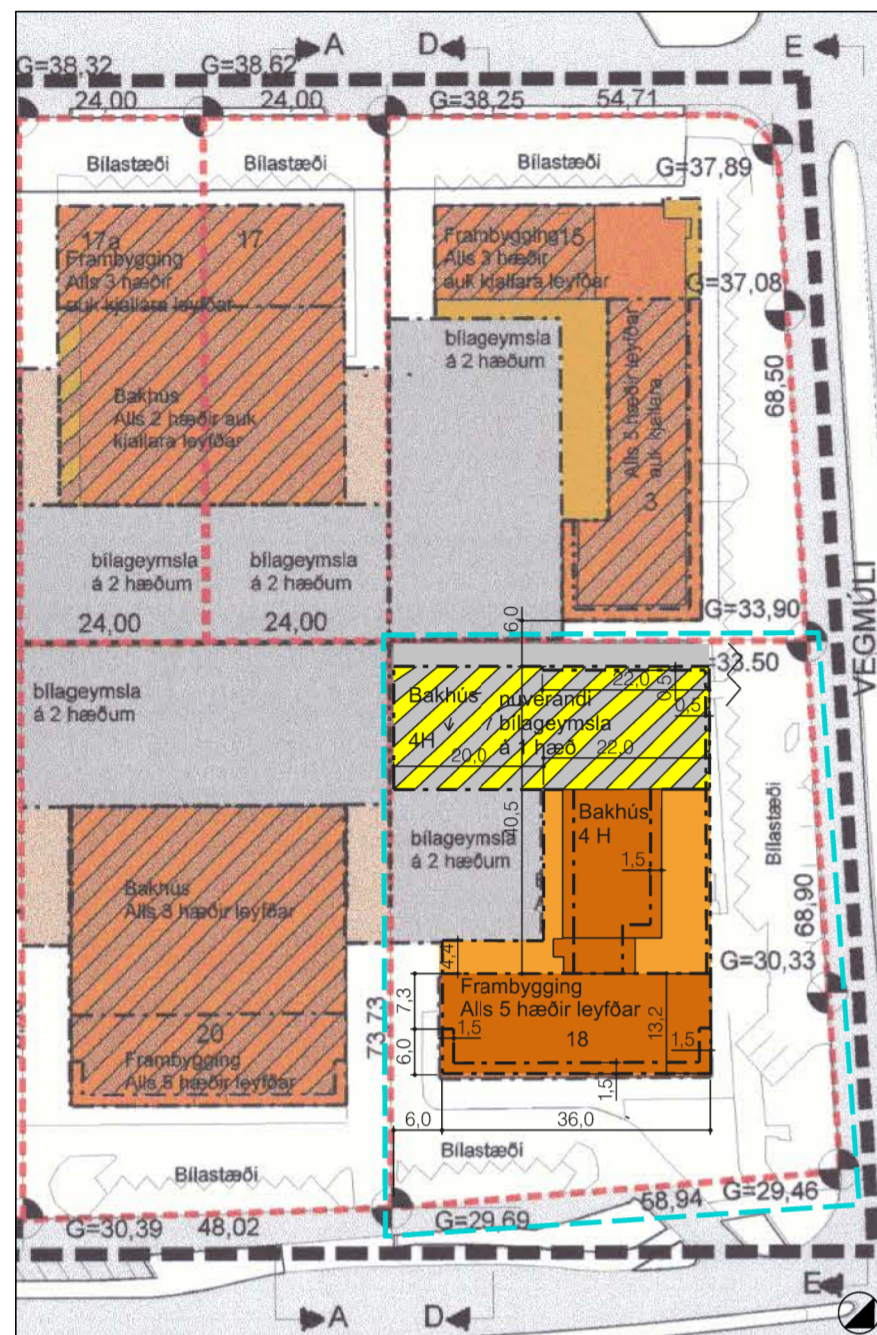 A D E
G=38,32 G=38,62
24,00 24,00 G=38,25 54,71
Bílastæði Bílastæði Bílastæði
G=37,89
17a 17
Frambygging
Alls 3 hæðir
auk kjallara leyfðar
Frambygging 15
Alls 3 hæðir
auk kjallara leyfðar
G=37,08
bílageymsla
á 2 hæðum
Alls 5 hæðir leyfðar
auk kjallara
3
68,50
Bakhús
Alls 2 hæðir auk
kjallara leyfðar
bílageymsla
á 2 hæðum
bílageymsla
á 2 hæðum
24,00 24,00
6,0
G=33,90
VEGMÚLI
33.50
bílageymsla
á 2 hæðum
Bakhús
4H
núverandi
bílageymsla
á 1 hæð
22,0
0,5
0,5
20,0
22,0
40,5
Bakhús
4 H
1,5
bílageymsla
á 2 hæðum
Bílastæði
68,90
Bakhús
Alls 3 hæðir leyfðar
4,4
G=30,33
Frambygging
Alls 5 hæðir leyfðar
18
7,3
6,0
1,5
13,2
1,5
1,5
73,73
20
Frambygging
Alls 5 hæðir leyfðar
6,0 36,0
Bílastæði
Bílastæði
58,94 G=29,46
G=30,39 48,02 G=29.69
A D E